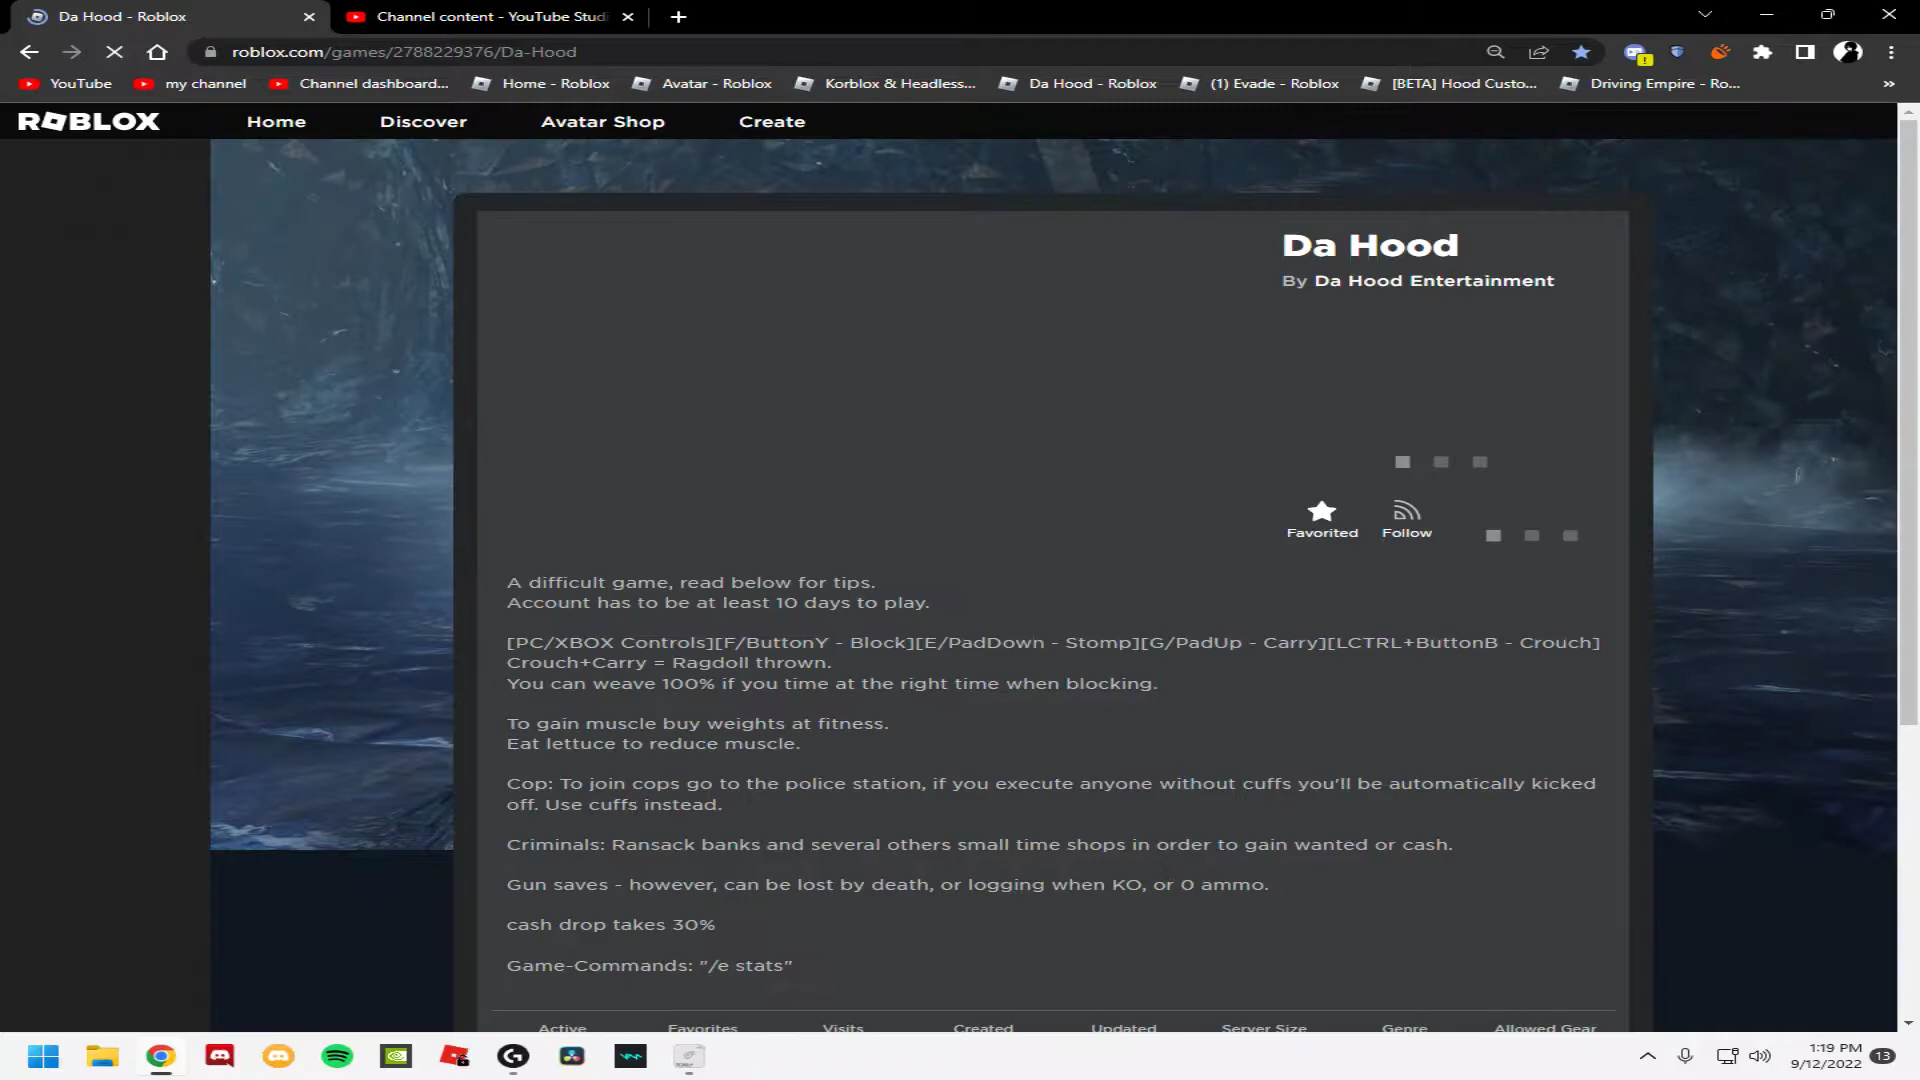 Da Hood - Roblox
Channel content - YouTube Studi
roblox.com/games/2788229376/Da-Hood
YouTube
my channel
Channel dashboard...
Home - Roblox
Avatar - Roblox
Korblox & Headless...
Da Hood - Roblox
(1) Evade - Roblox
[BETA] Hood Custo...
Driving Empire - Ro...
ROBLOX
Home
Discover
Avatar Shop
Create
Da Hood
By Da Hood Entertainment
Favorited
Follow
A difficult game, read below for tips.
Account has to be at least 10 days to play.
[PC/XBOX Controls][F/ButtonY - Block][E/PadDown - Stomp][G/PadUp - Carry][LCTRL+ButtonB - Crouch]
Crouch+Carry = Ragdoll thrown.
You can weave 100% if you time at the right time when blocking.
To gain muscle buy weights at fitness.
Eat lettuce to reduce muscle.
Cop: To join cops go to the police station, if you execute anyone without cuffs you'll be automatically kicked
off. Use cuffs instead.
Criminals: Ransack banks and several others small time shops in order to gain wanted or cash.
Gun saves - however, can be lost by death, or logging when KO, or 0 ammo.
cash drop takes 30%
Game-Commands: "/e stats"
Active
Favorites
Visits
Created
Updated
Server Size
Genre
Allowed Gear
1:19 PM
9/12/2022
13